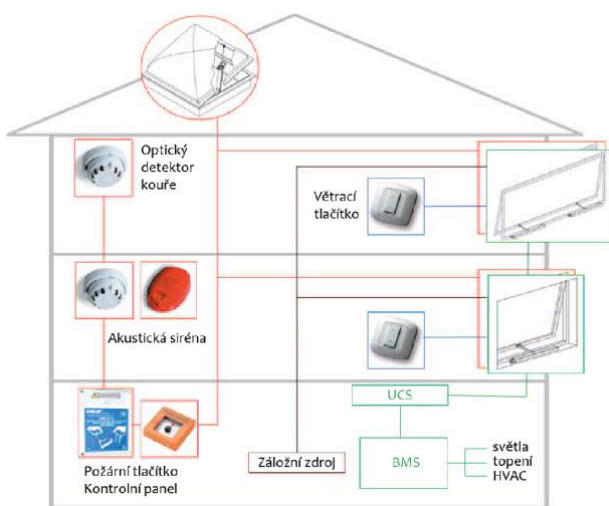 Optický
detektor
kouře
Větrací
tlačítko
Akustická siréna
UCS
Požární tlačítko
Kontrolní panel
Záložní zdroj
BMS
světla
topení
HVAC